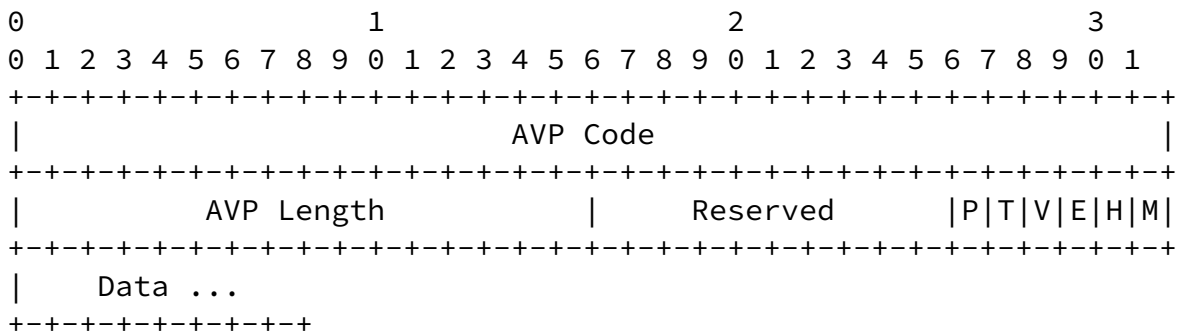 0                   1                   2                   3
0 1 2 3 4 5 6 7 8 9 0 1 2 3 4 5 6 7 8 9 0 1 2 3 4 5 6 7 8 9 0 1
+-+-+-+-+-+-+-+-+-+-+-+-+-+-+-+-+-+-+-+-+-+-+-+-+-+-+-+-+-+-+-+-+
|                           AVP Code                            |
+-+-+-+-+-+-+-+-+-+-+-+-+-+-+-+-+-+-+-+-+-+-+-+-+-+-+-+-+-+-+-+-+
|          AVP Length           |     Reserved      |P|T|V|E|H|M|
+-+-+-+-+-+-+-+-+-+-+-+-+-+-+-+-+-+-+-+-+-+-+-+-+-+-+-+-+-+-+-+-+
|    Data ...
+-+-+-+-+-+-+-+-+